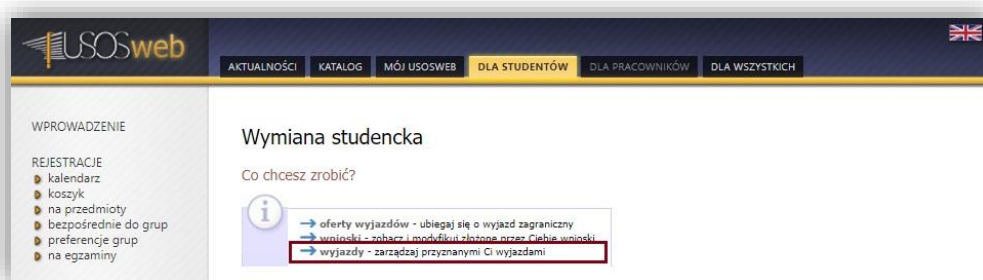 USOSweb
AKTUALNOŚCI KATALOG MÓJ USOSWEB DLA STUDENTÓW DLA PRACOWNIKÓW DLA WSZYSTKICH
WPROWADZENIE
REJESTRACJE
kalendarz
koszyk
na przedmioty
bezpośrednie do grup
preferencje grup
na egzaminy
Wymiana studencka
Co chcesz zrobić?
oferty wyjazdów - ubiegaj się o wyjazd zagraniczny
wnioski - zobacz i modyfikuj złożone przez Ciebie wnioski
wyjazdy - zarządzaj przyznanymi Ci wyjazdami